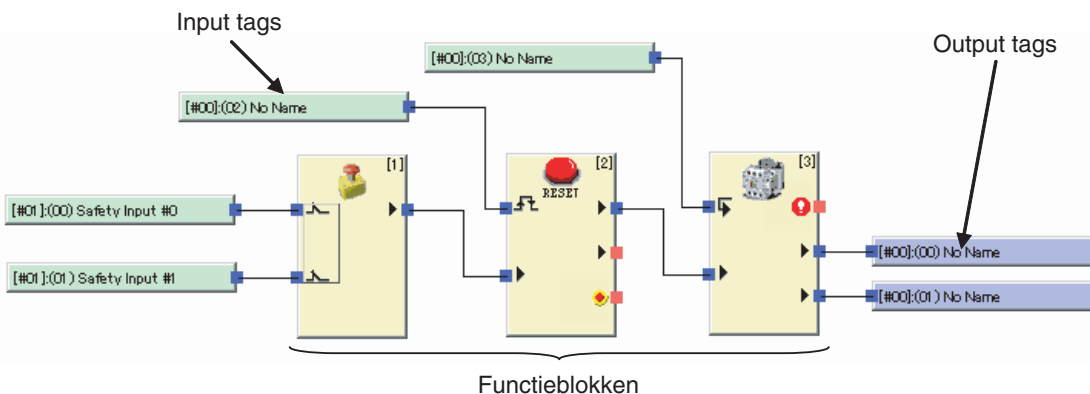 Input tags
Output tags
[#00]:(03) No Name
[#00]:(02) No Name
[1]
[2]
[3]
RESET
[#01]:(00) Safety Input #0
[#01]:(01) Safety Input #1
[#00]:(00) No Name
[#00]:(01) No Name
Functieblokken